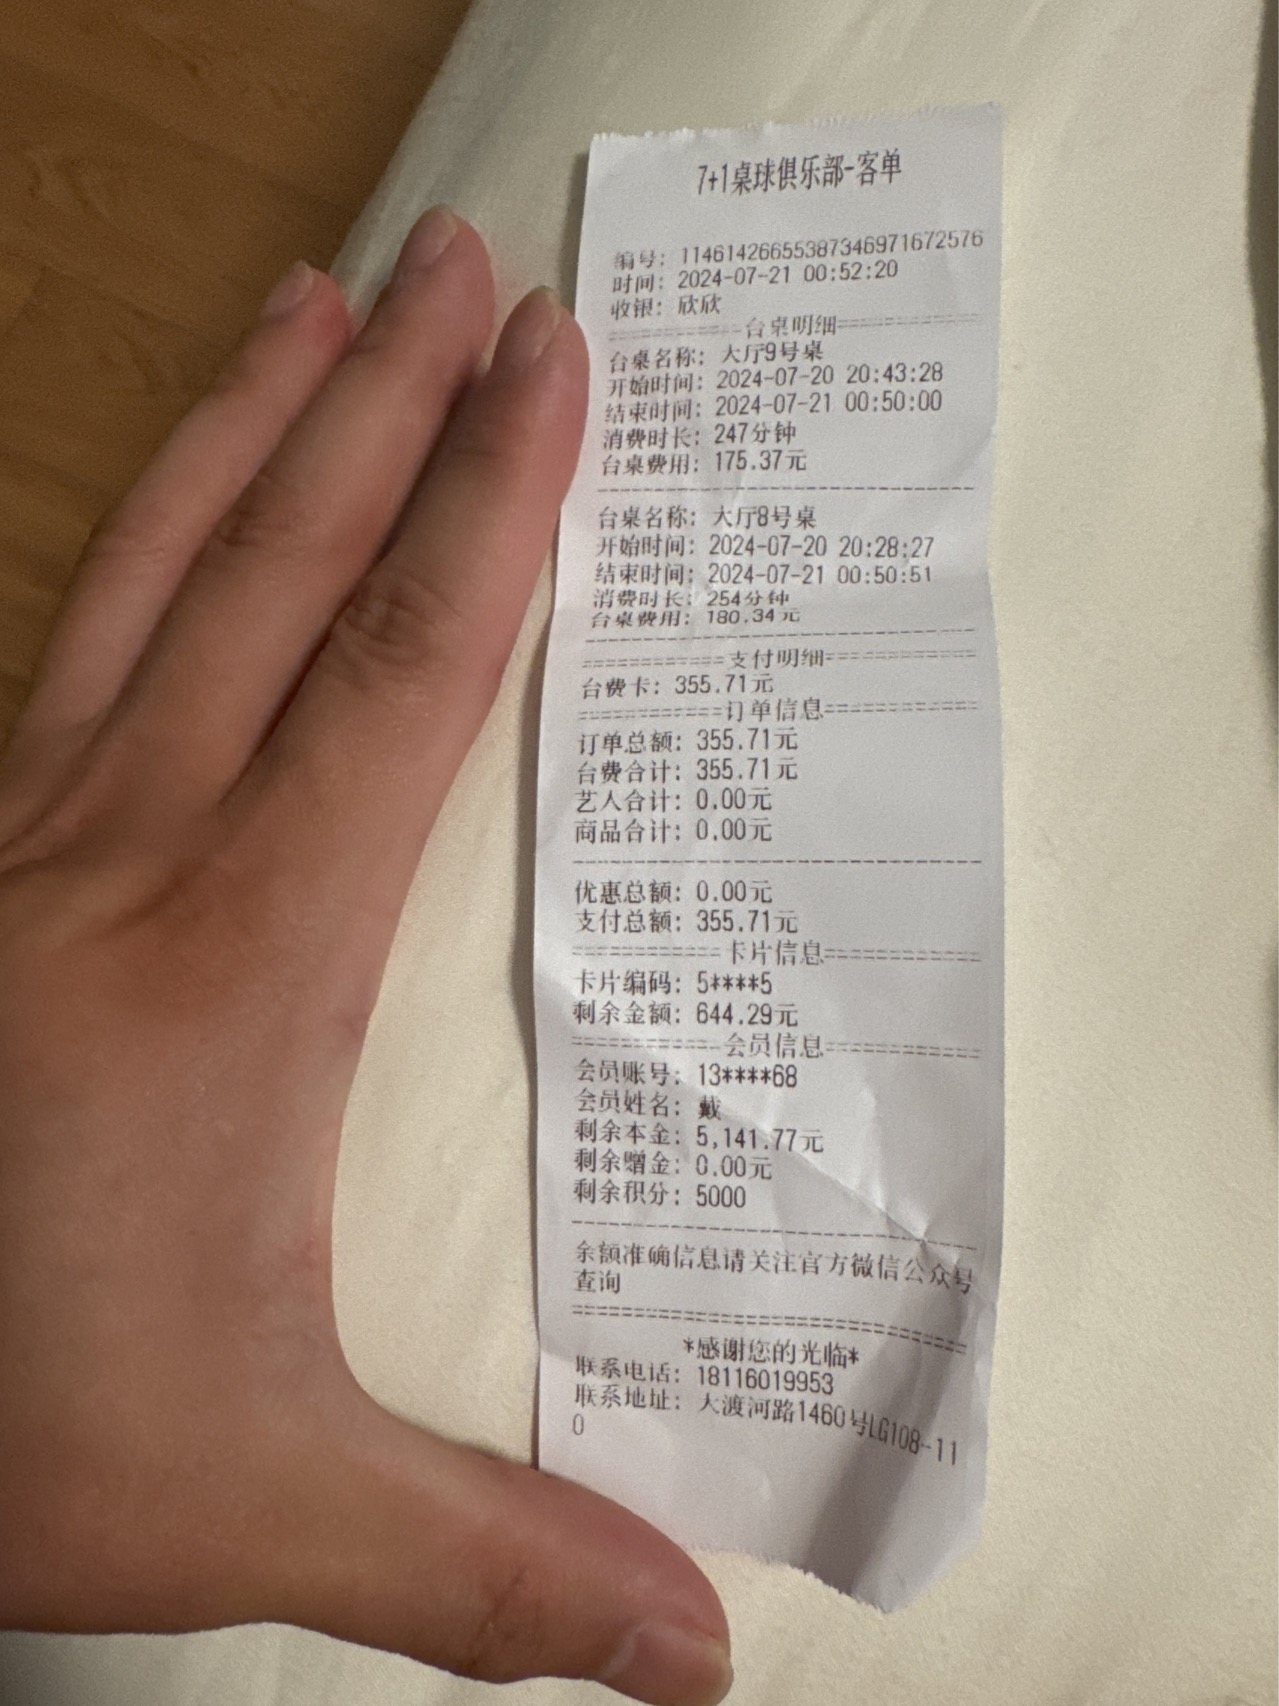 7+1桌球俱乐部-客单
编号: 1146142665538734697167 2576
时间: 2024-07-21 00:52:20
收银: 欣欣
===========台桌明细===========
台桌名称: 大厅9号桌
开始时间: 2024-07-20 20:43:28
结束时间: 2024-07-21 00:50:00
消费时长: 247分钟
台桌费用: 175.37元
--------------------------------
台桌名称: 大厅8号桌
开始时间: 2024-07-20 20:28:27
结束时间: 2024-07-21 00:50:51
消费时长: 254分钟
台桌费用: 180.34元
--------------------------------
===========支付明细===========
台费卡: 355.71元
===========订单信息===========
订单总额: 355.71元
台费合计: 355.71元
艺人合计: 0.00元
商品合计: 0.00元
--------------------------------
优惠总额: 0.00元
支付总额: 355.71元
===========卡片信息===========
卡片编码: 5****5
剩余金额: 644.29元
===========会员信息===========
会员账号: 13****68
会员姓名: 戴
剩余本金: 5,141.77元
剩余赠金: 0.00元
剩余积分: 5000
--------------------------------
余额准确信息请关注官方微信公众号
查询
================================
*感谢您的光临*
联系电话: 18116019953
联系地址: 大渡河路1460号LG108-11
0